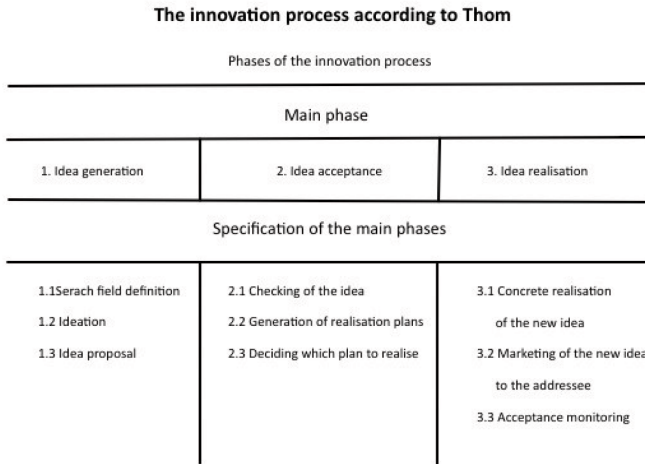 The innovation process according to Thom
Phases of the innovation process
Main phase
1. Idea generation
2. Idea acceptance
3. Idea realisation
Specification of the main phases
1.1Serach field definition
1.2 Ideation
1.3 Idea proposal
2.1 Checking of the idea
2.2 Generation of realisation plans
2.3 Deciding which plan to realise
3.1 Concrete realisation
of the new idea
3.2 Marketing of the new idea
to the addressee
3.3 Acceptance monitoring